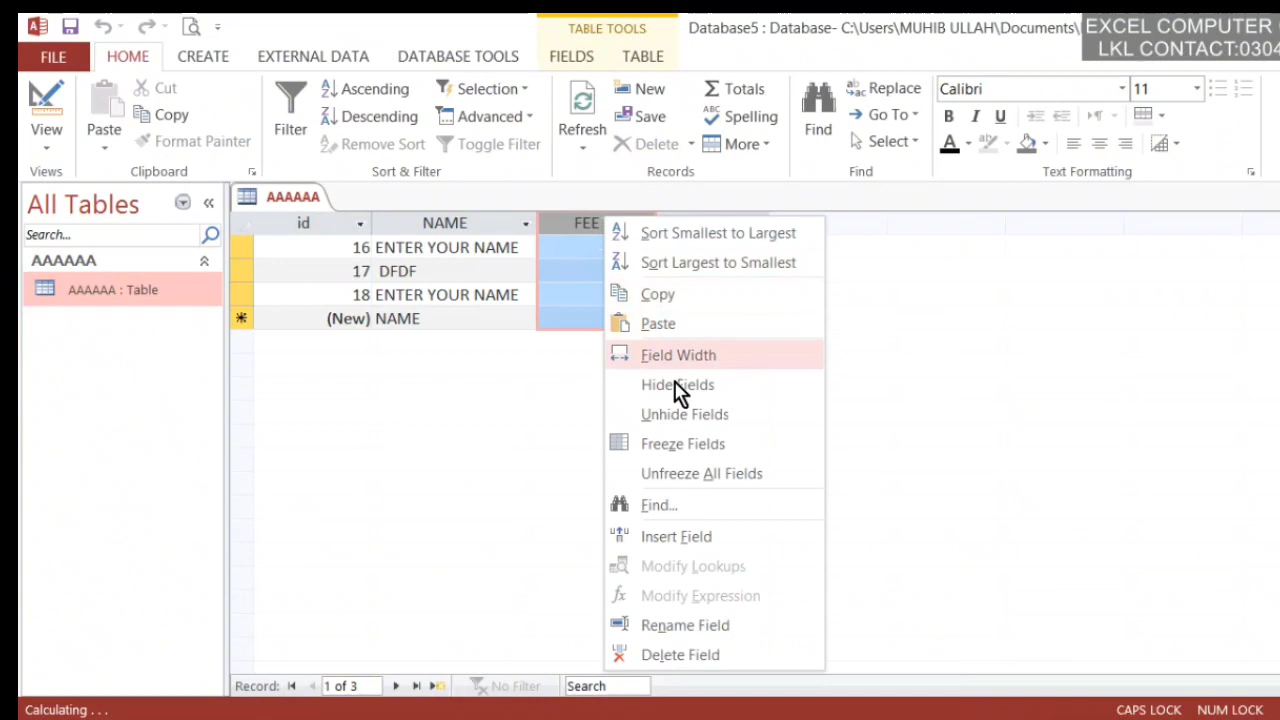 TABLE TOOLS
Database5 : Database- C:\Users\MUHIB ULLAH\Documents\
EXCEL COMPUTER
LKL CONTACT:0304
FILE HOME CREATE EXTERNAL DATA DATABASE TOOLS FIELDS TABLE
View
Views
Paste
Cut
Copy
Format Painter
Clipboard
Filter
Ascending
Descending
Remove Sort
Selection
Advanced
Toggle Filter
Sort & Filter
Refresh
New
Save
Delete
Totals
Spelling
More
Records
Find
Replace
Go To
Select
Find
Calibri 11
B I U
A
Text Formatting
All Tables
Search...
AAAAAA
AAAAAA : Table
AAAAAA
id NAME FEE
16 ENTER YOUR NAME
17 DFDF
18 ENTER YOUR NAME
(New) NAME
Sort Smallest to Largest
Sort Largest to Smallest
Copy
Paste
Field Width
Hide Fields
Unhide Fields
Freeze Fields
Unfreeze All Fields
Find...
Insert Field
Modify Lookups
Modify Expression
Rename Field
Delete Field
Record: 1 of 3 No Filter Search
Calculating . . . CAPS LOCK NUM LOCK